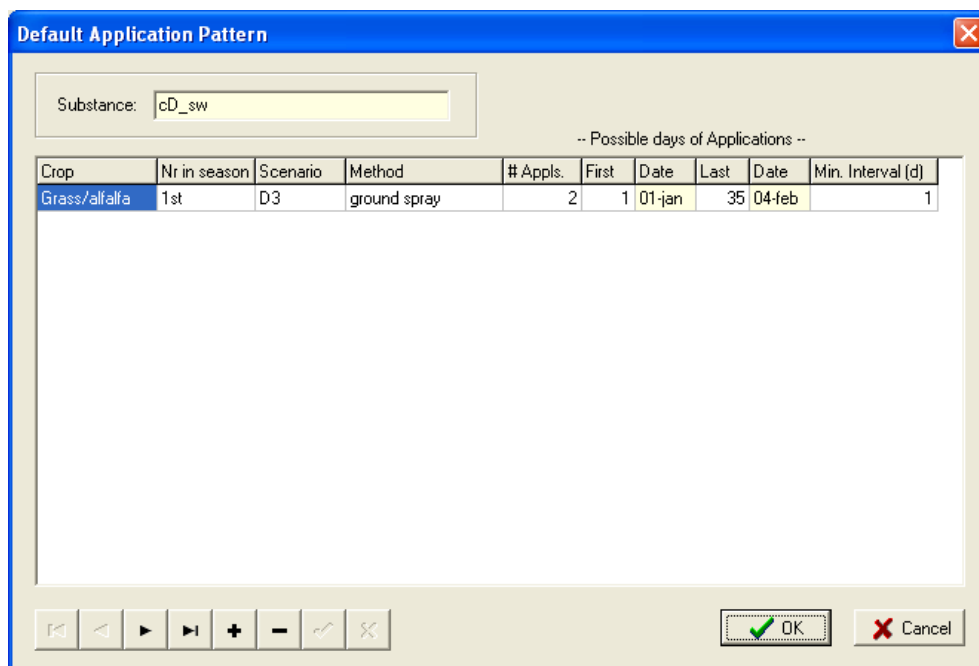 Default Application Pattern
Substance: cD_sw
-- Possible days of Applications --
Crop Nr in season Scenario Method # Appls. First Date Last Date Min. Interval (d)
Grass/alfalfa 1st D3 ground spray 2 1 01-jan 35 04-feb 1
OK Cancel